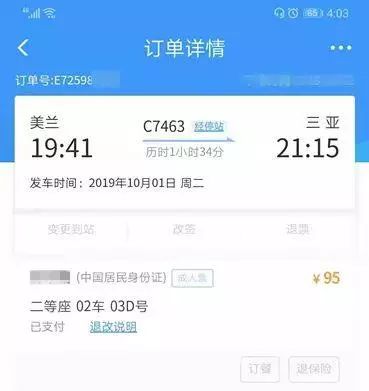 4:03
订单详情
订单号:E72598
美兰 C7463 经停站 三亚
19:41 历时1小时34分 21:15
发车时间：2019年10月01日 周二
变更到站 改签 退票
(中国居民身份证) 成人票 ¥95
二等座 02车 03D号
已支付 退改说明
订餐 退保险